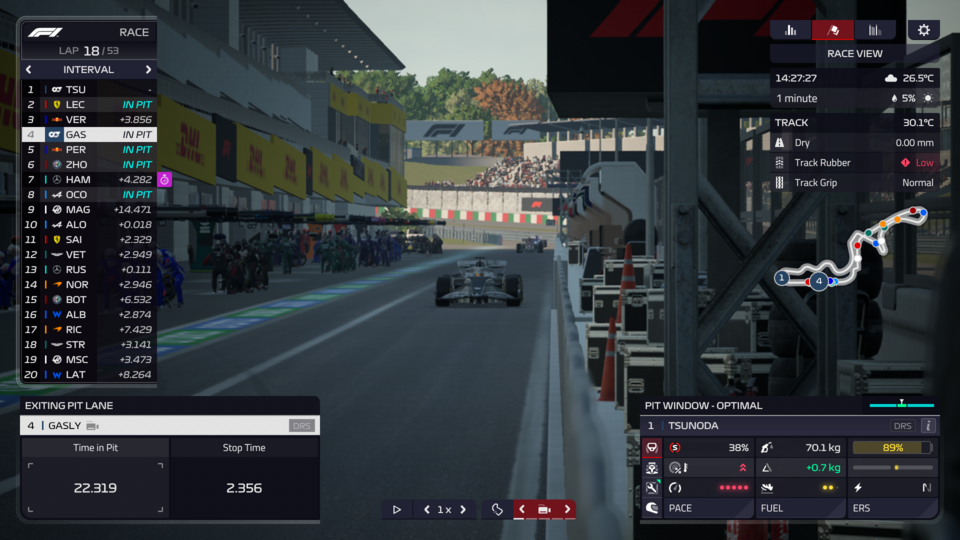 F1 RACE
LAP 18/53
INTERVAL
1 TSU -
2 LEC IN PIT
3 VER +3.856
4 GAS IN PIT
5 PER IN PIT
6 ZHO IN PIT
7 HAM +4.282
8 OCO IN PIT
9 MAG +14.471
10 ALO +0.018
11 SAI +2.329
12 VET +2.949
13 RUS +0.111
14 NOR +2.946
15 BOT +6.532
16 ALB +2.874
17 RIC +7.429
18 STR +3.141
19 MSC +3.473
20 LAT +8.264
EXITING PIT LANE
4 GASLY DRS
Time in Pit Stop Time
22.319 2.356
DHL
DHL
DHL
1x
RACE VIEW
14:27:27 26.5°C
1 minute 5%
TRACK 30.1°C
Dry 0.00 mm
Track Rubber Low
Track Grip Normal
1
4
PIT WINDOW - OPTIMAL
1 TSUNODA DRS i
S 38% 70.1 kg 89%
+0.7 kg
N
PACE FUEL ERS